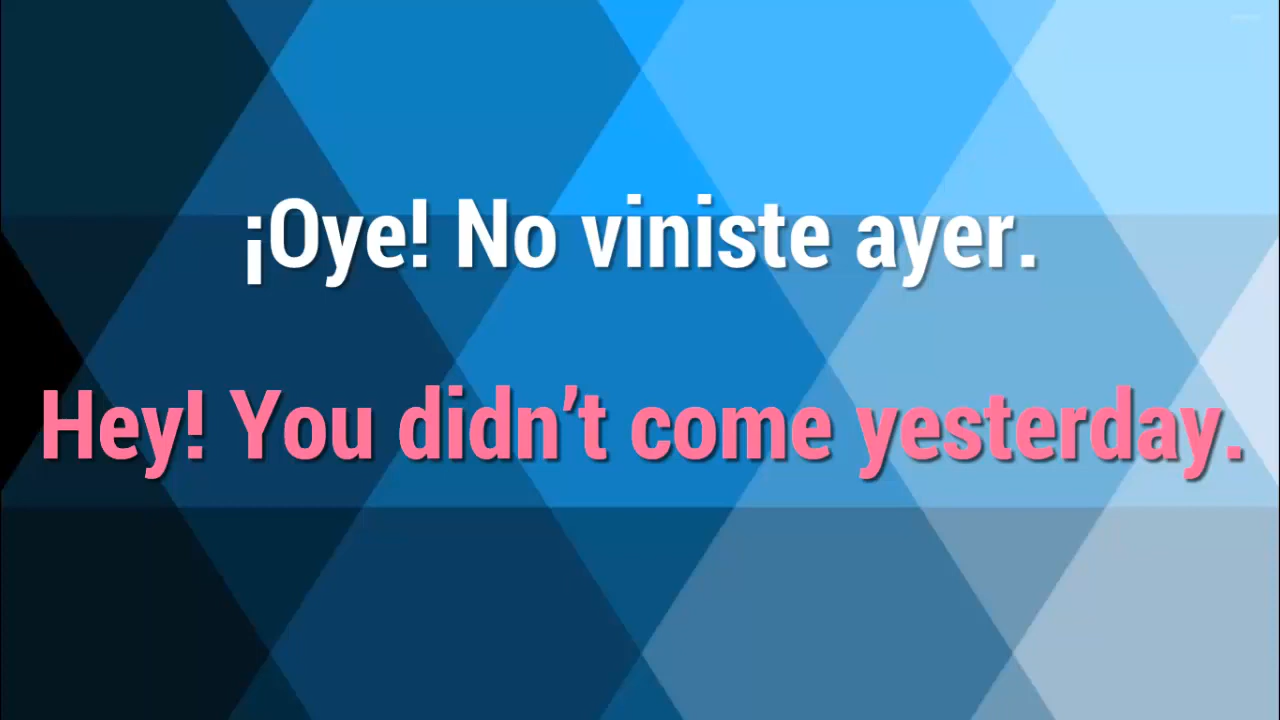 ¡Oye! No viniste ayer.
Hey! You didn’t come yesterday.